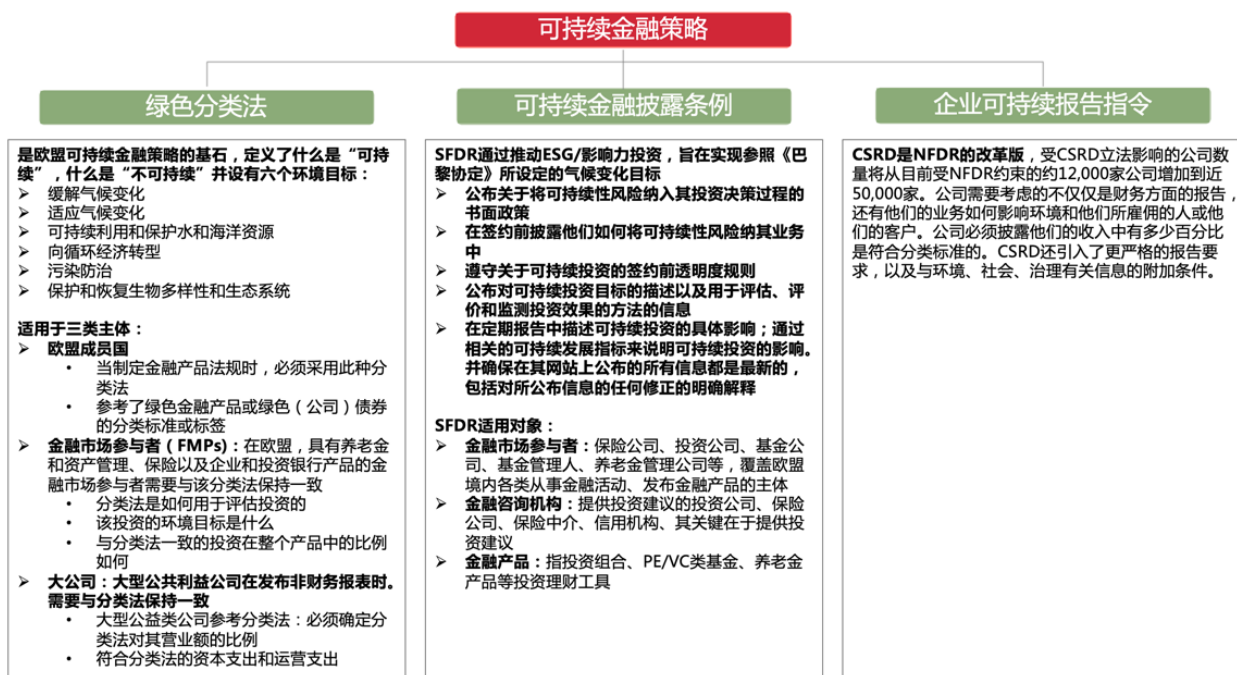 可持续金融策略
绿色分类法
是欧盟可持续金融策略的基石，定义了什么是“可持
续”，什么是“不可持续”并设有六个环境目标：
➢ 缓解气候变化
➢ 适应气候变化
➢ 可持续利用和保护水和海洋资源
➢ 向循环经济转型
➢ 污染防治
➢ 保护和恢复生物多样性和生态系统
适用于三类主体：
➢ 欧盟成员国
• 当制定金融产品法规时，必须采用此种分
类法
• 参考了绿色金融产品或绿色（公司）债券
的分类标准或标签
➢ 金融市场参与者（FMPs)：在欧盟，具有养老金
和资产管理、保险以及企业和投资银行产品的金
融市场参与者需要与该分类法保持一致
• 分类法是如何用于评估投资的
• 该投资的环境目标是什么
• 与分类法一致的投资在整个产品中的比例
如何
➢ 大公司：大型公共利益公司在发布非财务报表时。
需要与分类法保持一致
• 大型公益类公司参考分类法：必须确定分
类法对其营业额的比例
• 符合分类法的资本支出和运营支出
可持续金融披露条例
SFDR通过推动ESG/影响力投资，旨在实现参照《巴
黎协定》所设定的气候变化目标
➢ 公布关于将可持续性风险纳入其投资决策过程的
书面政策
➢ 在签约前披露他们如何将可持续性风险纳其业务
中
➢ 遵守关于可持续投资的签约前透明度规则
➢ 公布对可持续投资目标的描述以及用于评估、评
价和监测投资效果的方法的信息
➢ 在定期报告中描述可持续投资的具体影响；通过
相关的可持续发展指标来说明可持续投资的影响。
并确保在其网站上公布的所有信息都是最新的，
包括对所公布信息的任何修正的明确解释
SFDR适用对象：
➢ 金融市场参与者：保险公司、投资公司、基金公
司、基金管理人、养老金管理公司等，覆盖欧盟
境内各类从事金融活动、发布金融产品的主体
➢ 金融咨询机构：提供投资建议的投资公司、保险
公司、保险中介、信用机构、其关键在于提供投
资建议
➢ 金融产品：指投资组合、PE/VC类基金、养老金
产品等投资理财工具
企业可持续报告指令
CSRD是NFDR的改革版，受CSRD立法影响的公司数
量将从目前受NFDR约束的约12,000家公司增加到近
50,000家。公司需要考虑的不仅仅是财务方面的报告，
还有他们的业务如何影响环境和他们所雇佣的人或他
们的客户。公司必须披露他们的收入中有多少百分比
是符合分类标准的。CSRD还引入了更严格的报告要
求，以及与环境、社会、治理有关信息的附加条件。